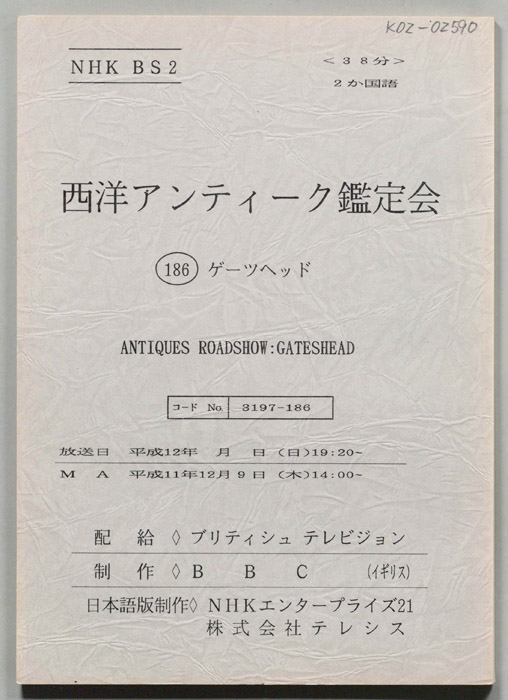 K02-02590
NHK BS2
<38分>
2か国語
西洋アンティーク鑑定会
186 ゲーツヘッド
ANTIQUES ROADSHOW:GATESHEAD
コード No. 3197-186
放送日 平成12年 月 日 (日)19:20~
M A 平成11年12月9日 (木)14:00~
配 給 ◇ ブリティシュ テレビジョン
制 作 ◇ B B C (イギリス)
日本語版制作◇ NHKエンタープライズ21
株式会社テレシス